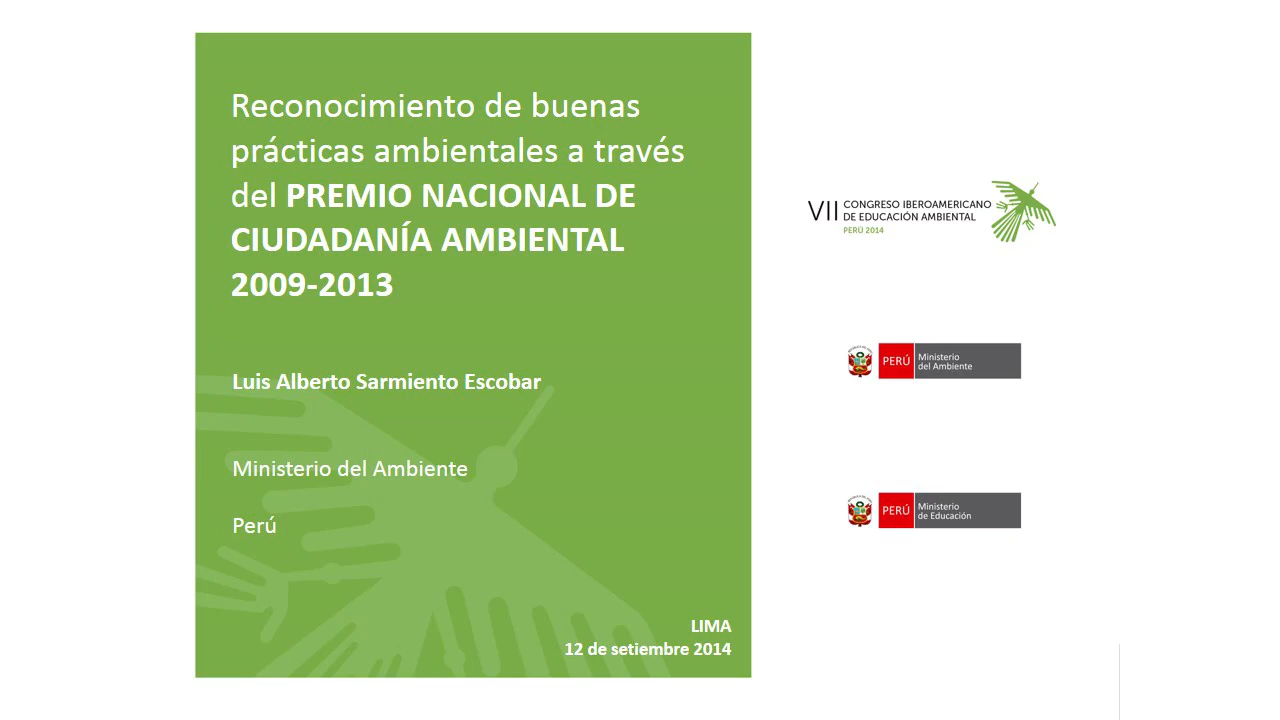 Reconocimiento de buenas
prácticas ambientales a través
del PREMIO NACIONAL DE
CIUDADANÍA AMBIENTAL
2009-2013
Luis Alberto Sarmiento Escobar
Ministerio del Ambiente
Perú
LIMA
12 de setiembre 2014
VII CONGRESO IBEROAMERICANO
DE EDUCACIÓN AMBIENTAL
PERÚ 2014
PERÚ Ministerio
del Ambiente
PERÚ Ministerio
de Educación